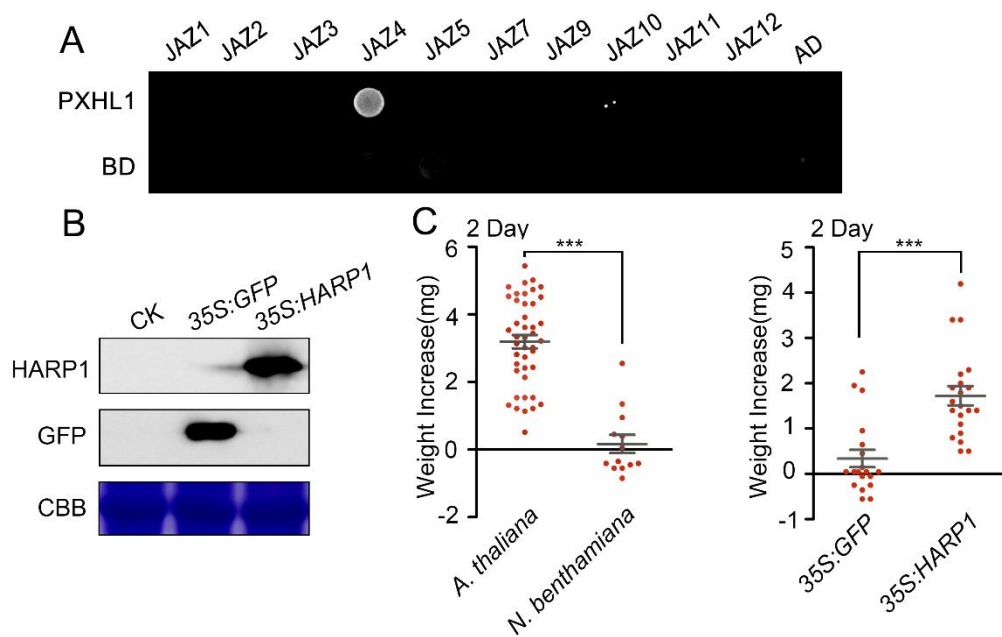 A
JAZ1 JAZ2 JAZ3 JAZ4 JAZ5 JAZ7 JAZ9 JAZ10 JAZ11 JAZ12 AD
PXHL1
BD
B
CK 35S:GFP 35S:HARP1
HARP1
GFP
CBB
C
2 Day
***
Weight Increase(mg)
6
4
2
0
-2
A. thaliana
N. benthamiana
2 Day
***
Weight Increase(mg)
5
4
3
2
1
0
-1
35S:GFP
35S:HARP1